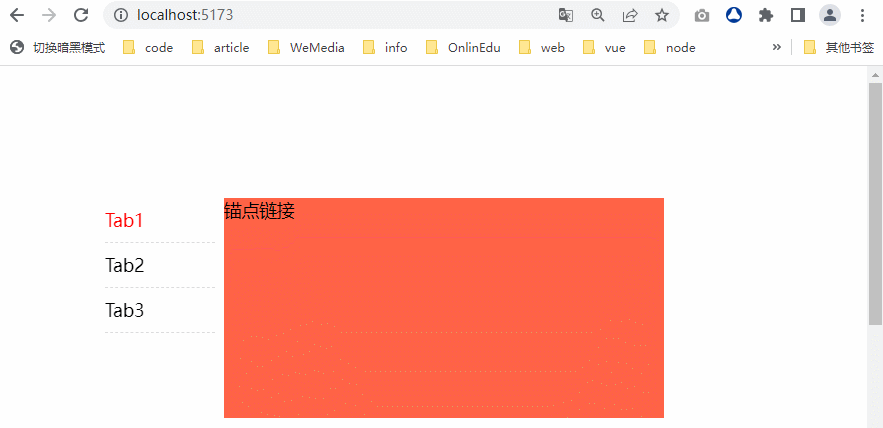 localhost:5173
切换暗黑模式 code article WeMedia info OnlinEdu web vue node » 其他书签
Tab1
锚点链接
Tab2
Tab3